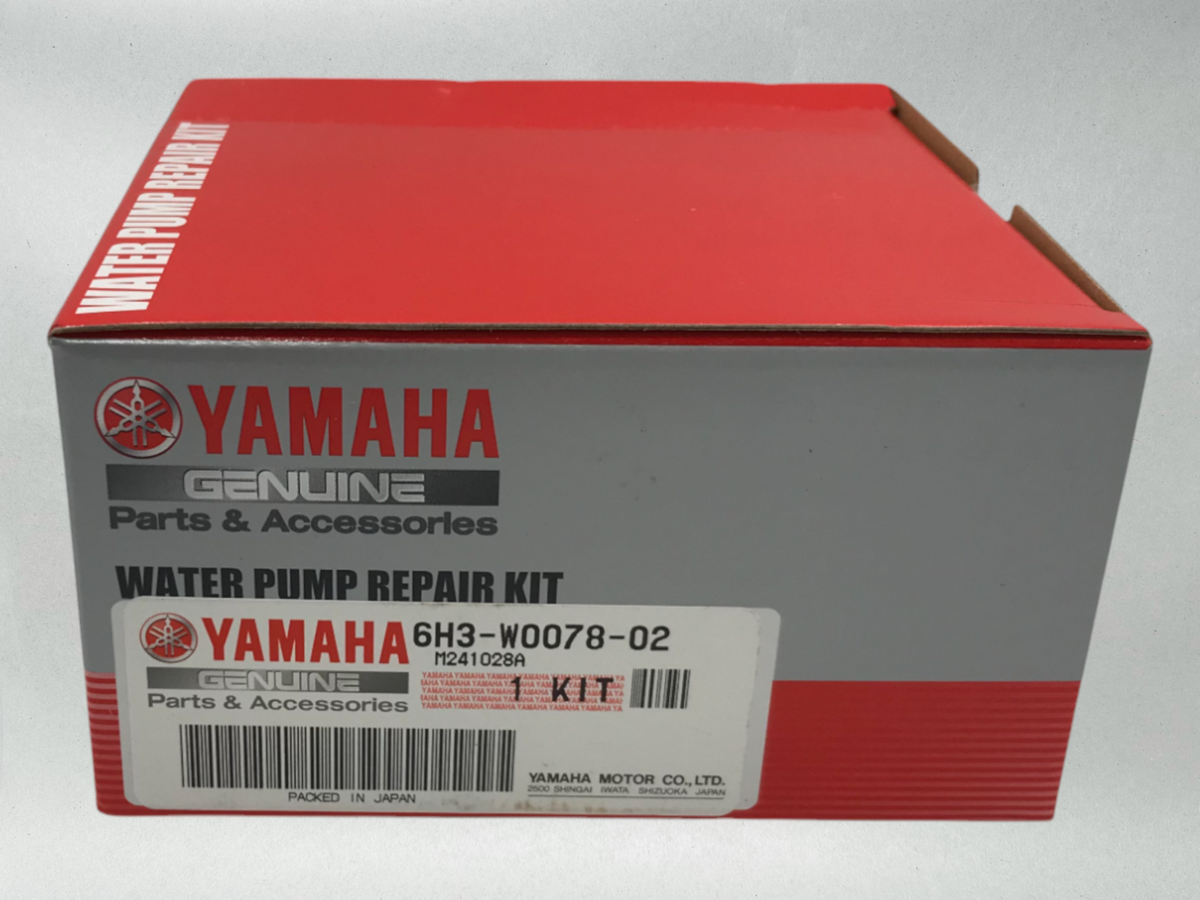 WATER PUMP REPAIR KIT
YAMAHA
GENUINE
Parts & Accessories
WATER PUMP REPAIR KIT
YAMAHA 6H3-W0078-02
M241028A
GENUINE
1 KIT
Parts & Accessories
YAMAHA MOTOR CO., LTD.
2500 SHINGAI IWATA SHIZUOKA JAPAN
PACKED IN JAPAN